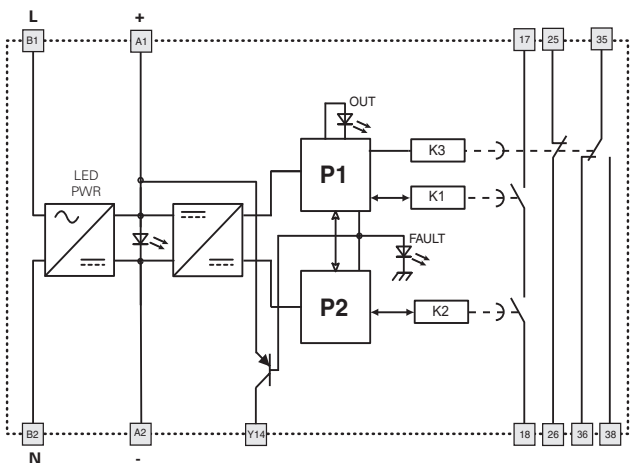 L +
B1 A1 17 25 35
OUT
P1
K3
K1
LED
PWR
FAULT
P2
K2
B2 A2 Y14 18 26 36 38
N -